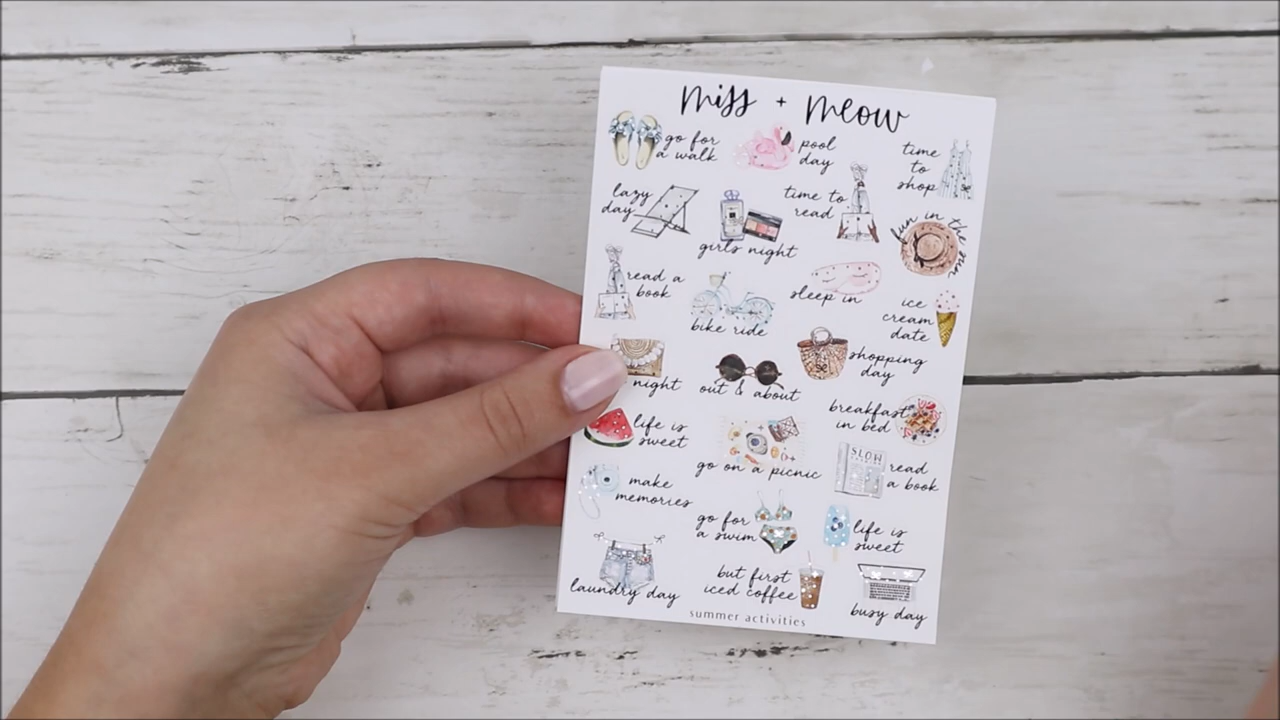 miss + meow
go for
a walk
pool
day
time
to
shop
lazy
day
girls night
time to
read
fun in the sun
read a
book
bike ride
sleep in
ice
cream
date
night
out & about
shopping
day
life is
sweet
go on a picnic
breakfast
in bed
make
memories
SLOW
read
a book
go for
a swim
life is
sweet
laundry day
but first
iced coffee
busy day
summer activities